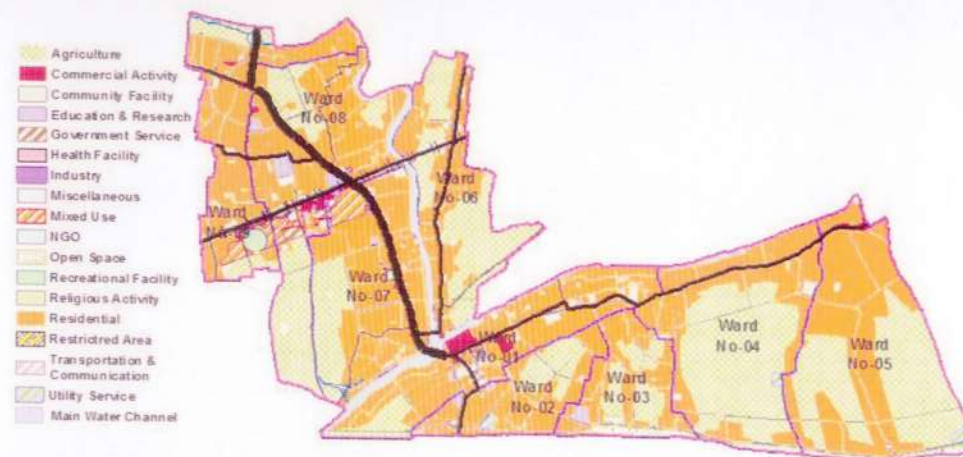 Agriculture
Commercial Activity
Community Facility
Education & Research
Government Service
Health Facility
Industry
Miscellaneous
Mixed Use
NGO
Open Space
Recreational Facility
Religious Activity
Residential
Restrictred Area
Transportation &
Communication
Utility Service
Main Water Channel
Ward
No-08
Ward
No-06
Ward
Ward
No-07
Ward
No-01
Ward
No-02
Ward
No-03
Ward
No-04
Ward
No-05